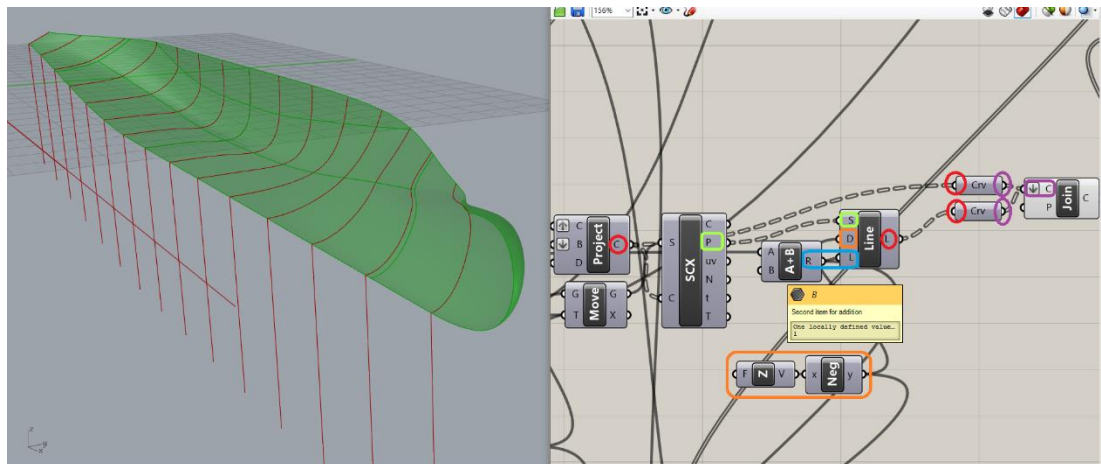 156%
z
y
x
C
B
D
Project
C
G
T
Move
G
X
S
C
SCX
C
P
uv
N
t
T
A
B
A+B
R
S
D
L
Line
L
Crv
Crv
C
P
Join
C
B
Second item for addition
One locally defined value…
1
F
Z
V
x
Neg
y